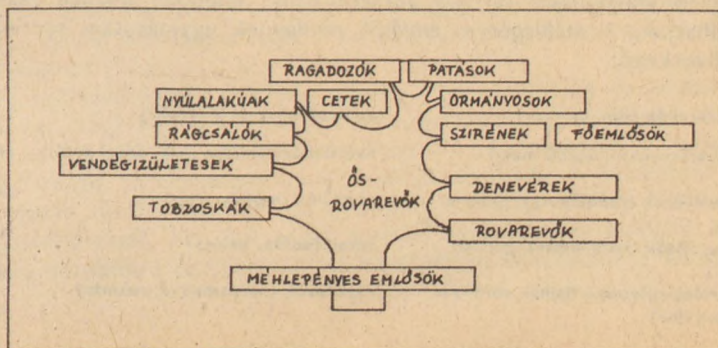 RAGADOZÓK PATÁSOK
NYÚLALAKÚAK CETEK ORMÁNYOSOK
RÁGCSÁLÓK SZIRÉNEK FŐEMLŐSÖK
VENDÉGIZÜLETESEK
ŐS-
ROVAREVŐK
DENEVÉREK
TOBZOSKÁK
ROVAREVŐK
MÉHLEPÉNYES EMLŐSÖK